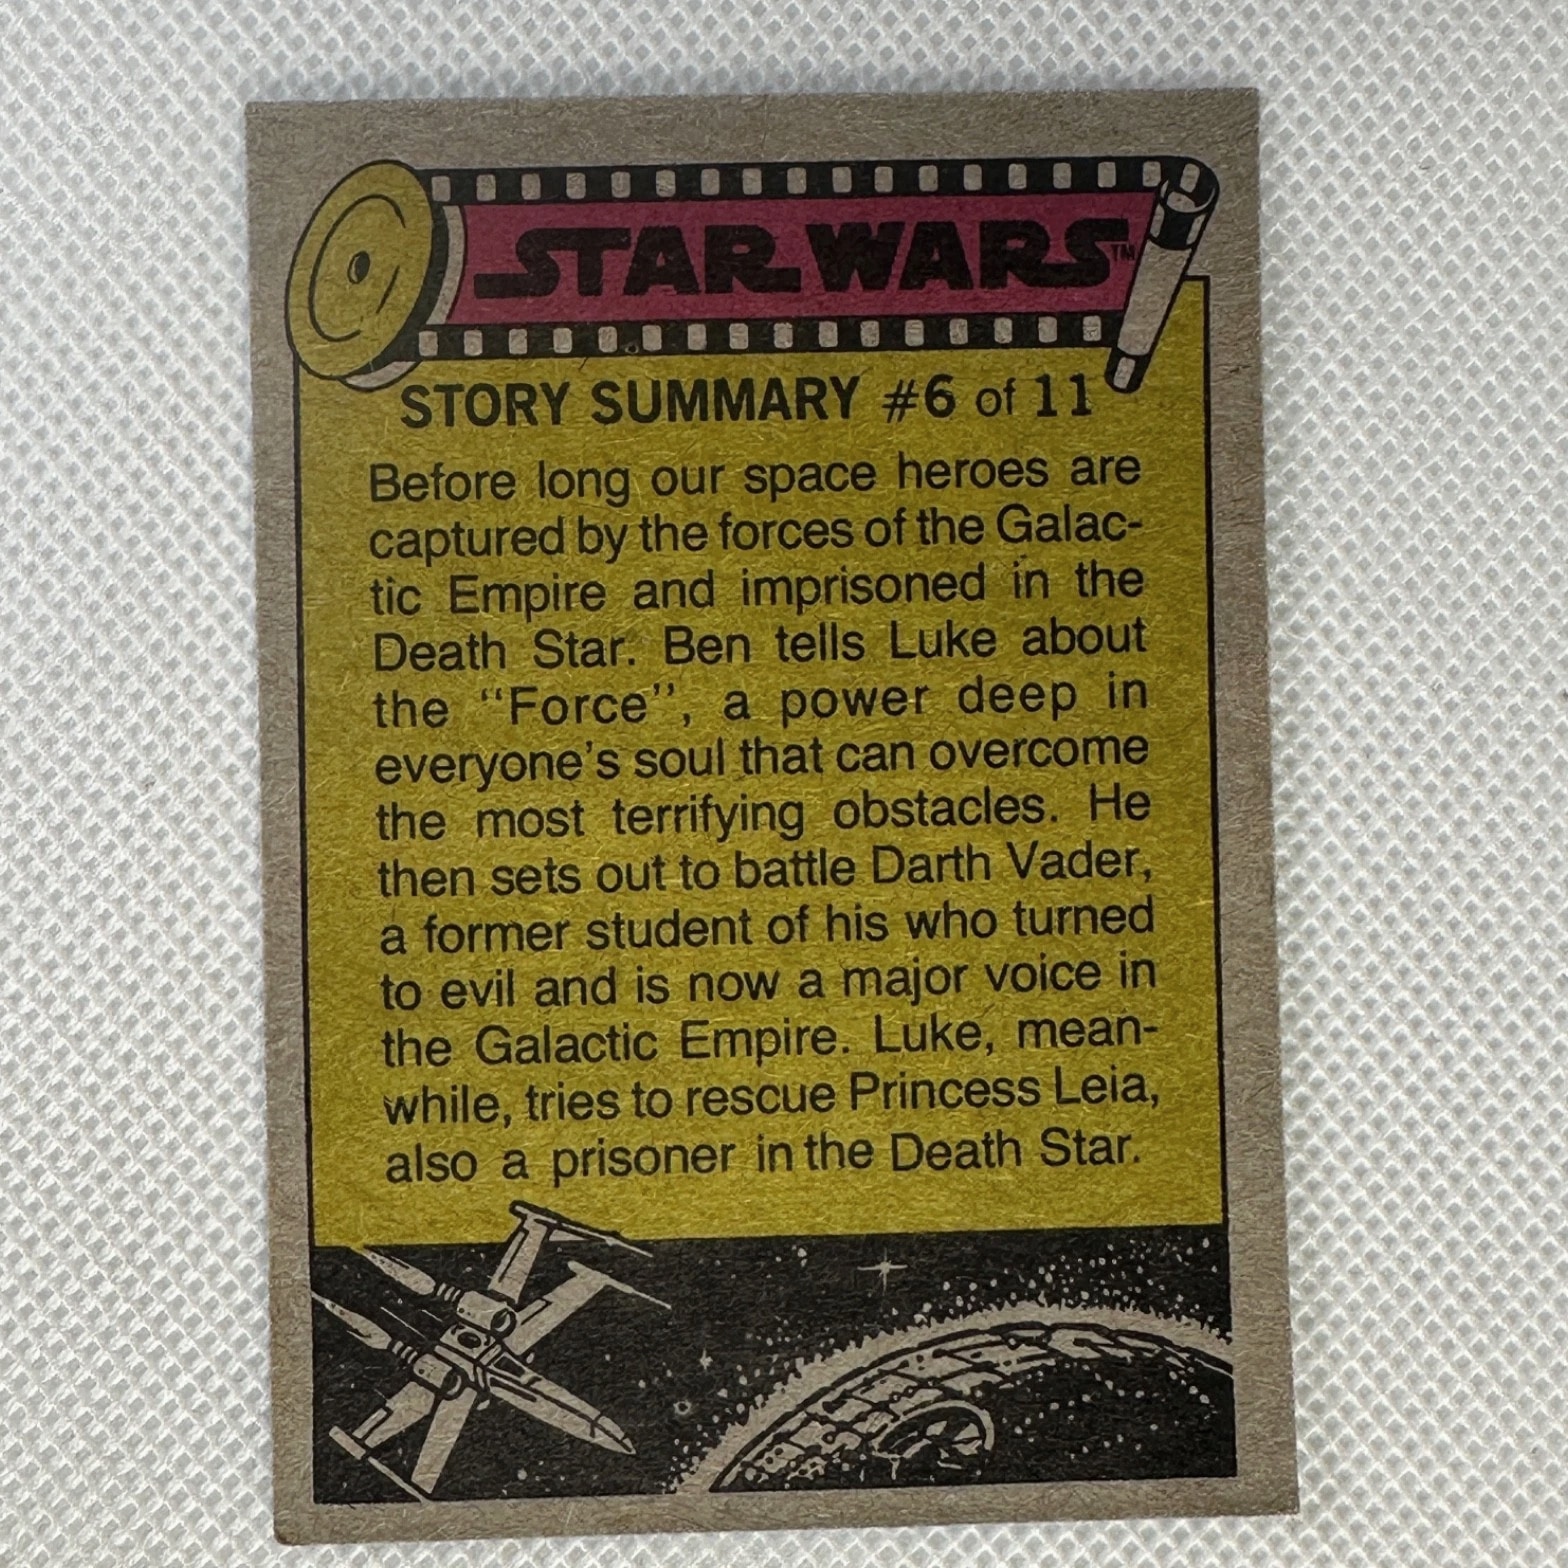 STAR WARS™
STORY SUMMARY #6 of 11
Before long our space heroes are
captured by the forces of the Galac-
tic Empire and imprisoned in the
Death Star. Ben tells Luke about
the "Force", a power deep in
everyone's soul that can overcome
the most terrifying obstacles. He
then sets out to battle Darth Vader,
a former student of his who turned
to evil and is now a major voice in
the Galactic Empire. Luke, mean-
while, tries to rescue Princess Leia,
also a prisoner in the Death Star.